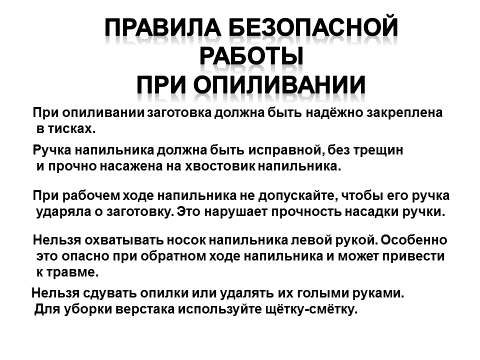 ПРАВИЛА БЕЗОПАСНОЙ
РАБОТЫ
ПРИ ОПИЛИВАНИИ
При опиливании заготовка должна быть надёжно закреплена
в тисках.
Ручка напильника должна быть исправной, без трещин
и прочно насажена на хвостовик напильника.
При рабочем ходе напильника не допускайте, чтобы его ручка
ударяла о заготовку. Это нарушает прочность насадки ручки.
Нельзя охватывать носок напильника левой рукой. Особенно
это опасно при обратном ходе напильника и может привести
к травме.
Нельзя сдувать опилки или удалять их голыми руками.
Для уборки верстака используйте щётку-смётку.